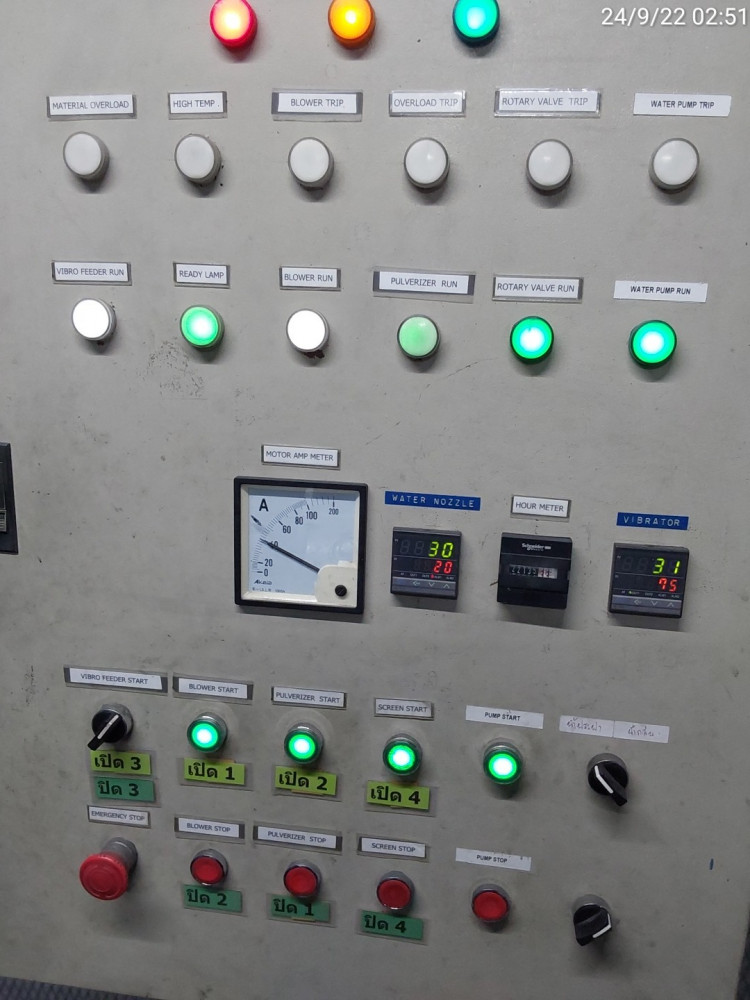 24/9/22 02:51
MATERIAL OVERLOAD
HIGH TEMP .
BLOWER TRIP
OVERLOAD TRIP
ROTARY VALVE TRIP
WATER PUMP TRIP
VIBRO FEEDER RUN
READY LAMP
BLOWER RUN
PULVERIZER RUN
ROTARY VALVE RUN
WATER PUMP RUN
MOTOR AMP METER
A
200
100
80
60
40
20
0
WATER NOZZLE
30
20
HOUR METER
Schneider
VIBRATOR
31
75
VIBRO FEEDER START
BLOWER START
PULVERIZER START
SCREEN START
PUMP START
เปิด 3
เปิด 1
เปิด 2
เปิด 4
ปิด 3
EMERGENCY STOP
BLOWER STOP
PULVERIZER STOP
SCREEN STOP
PUMP STOP
ปิด 2
ปิด 1
ปิด 4